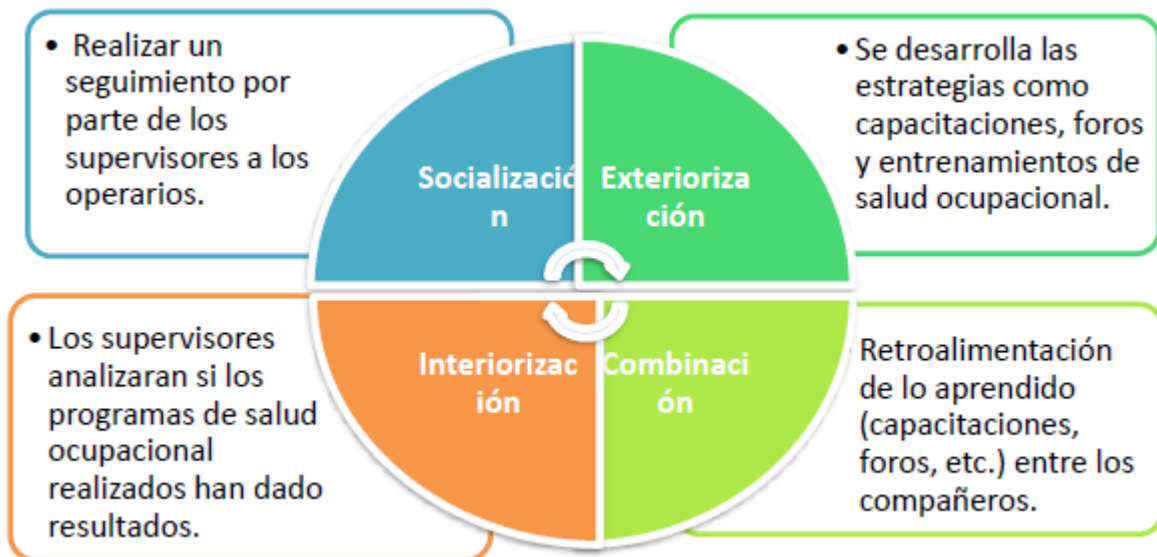 • Realizar un
seguimiento por
parte de los
supervisores a los
operarios.
• Se desarrolla las
estrategias como
capacitaciones, foros
y entrenamientos de
salud ocupacional.
Socializació
n
Exterioriza
ción
Interiorizac
ión
Combinaci
ón
• Los supervisores
analizaran si los
programas de salud
ocupacional
realizados han dado
resultados.
Retroalimentación
de lo aprendido
(capacitaciones,
foros, etc.) entre los
compañeros.